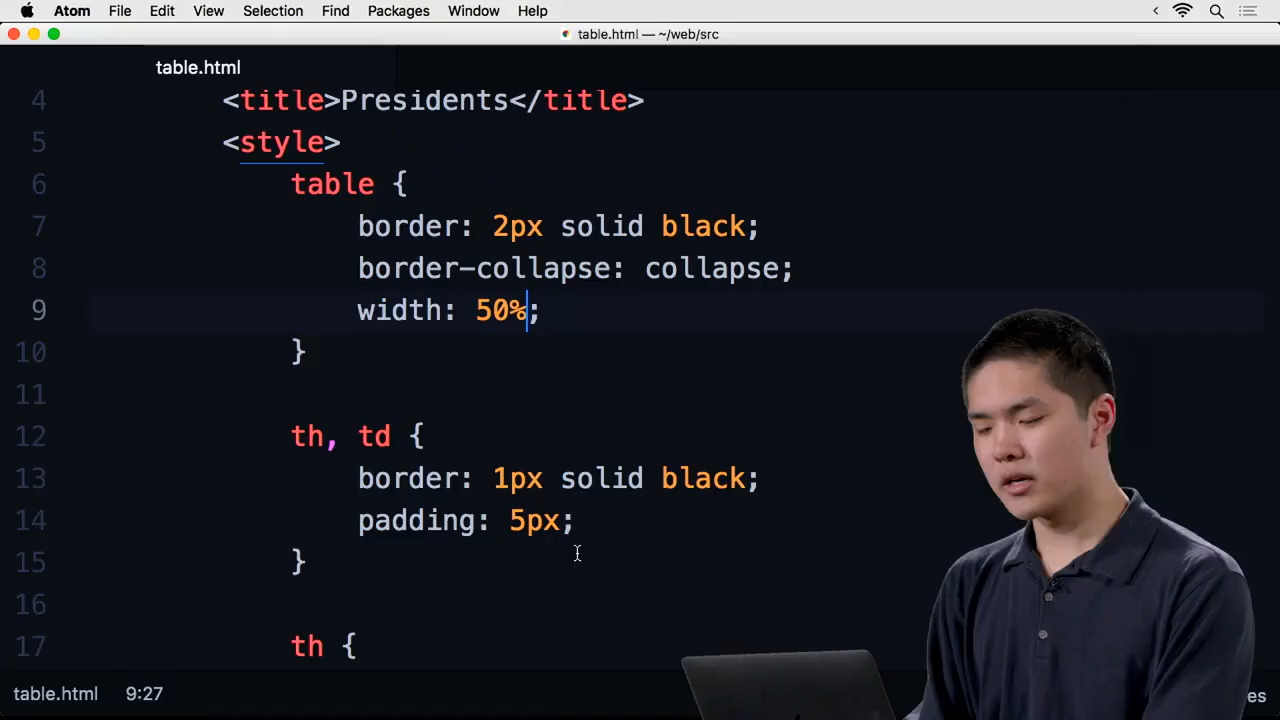 Atom File Edit View Selection Find Packages Window Help
table.html — ~/web/src
table.html
4 <title>Presidents</title>
5 <style>
6 table {
7 border: 2px solid black;
8 border-collapse: collapse;
9 width: 50%;
10 }
11
12 th, td {
13 border: 1px solid black;
14 padding: 5px;
15 }
16
17 th {
table.html 9:27